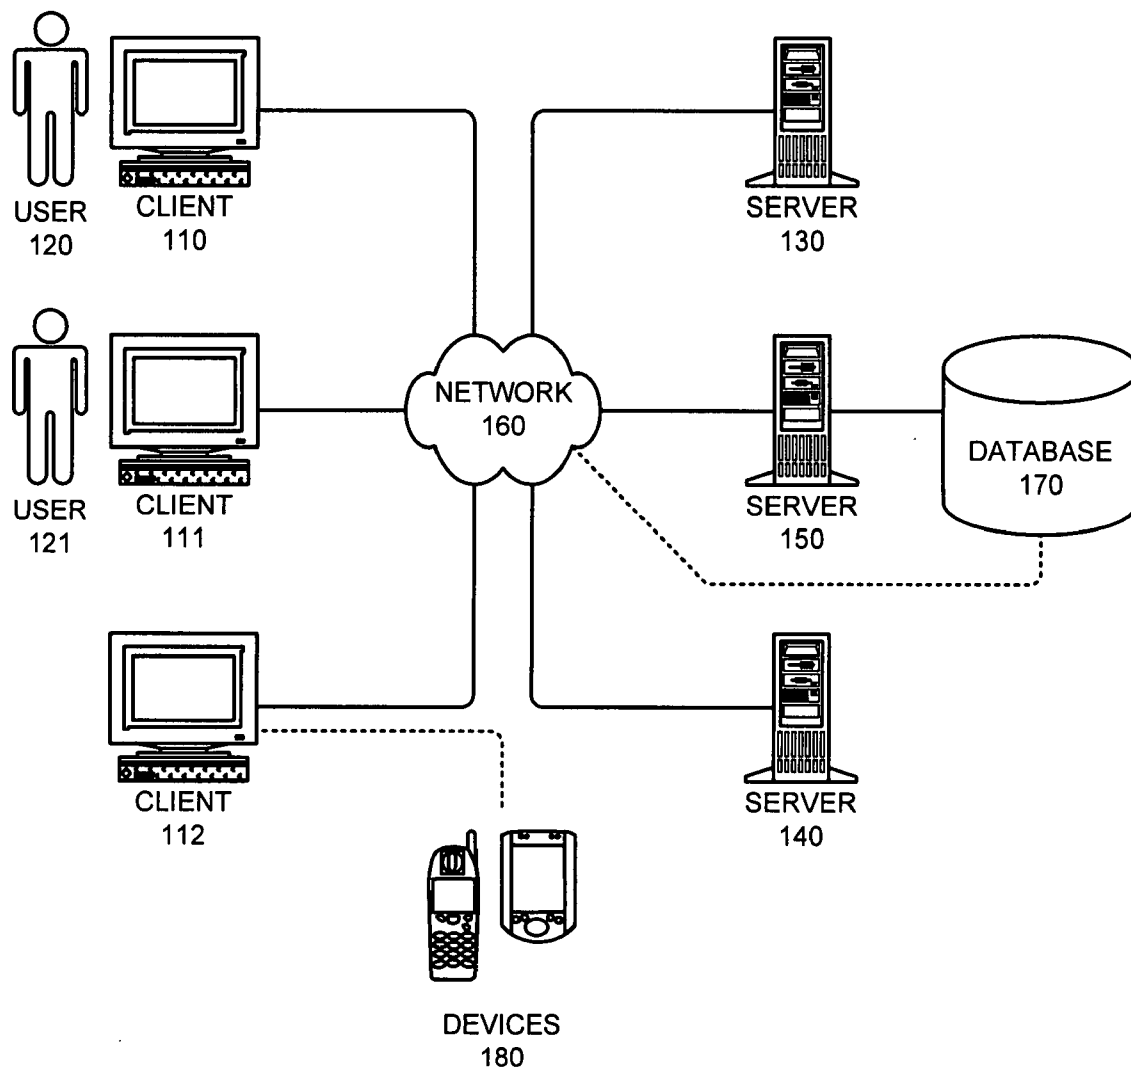 USER
120
CLIENT
110
SERVER
130
USER
121
CLIENT
111
NETWORK
160
SERVER
150
DATABASE
170
CLIENT
112
SERVER
140
DEVICES
180